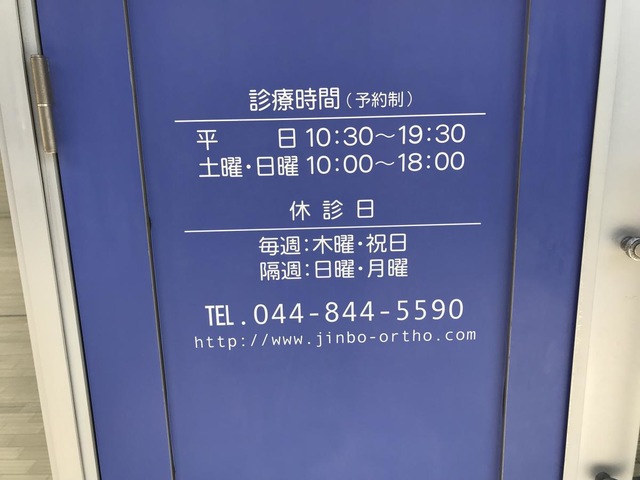 診療時間（予約制）
平　　日 10:30～19:30
土曜・日曜 10:00～18:00
休 診 日
毎週：木曜・祝日
隔週：日曜・月曜
TEL.044-844-5590
http://www.jinbo-ortho.com